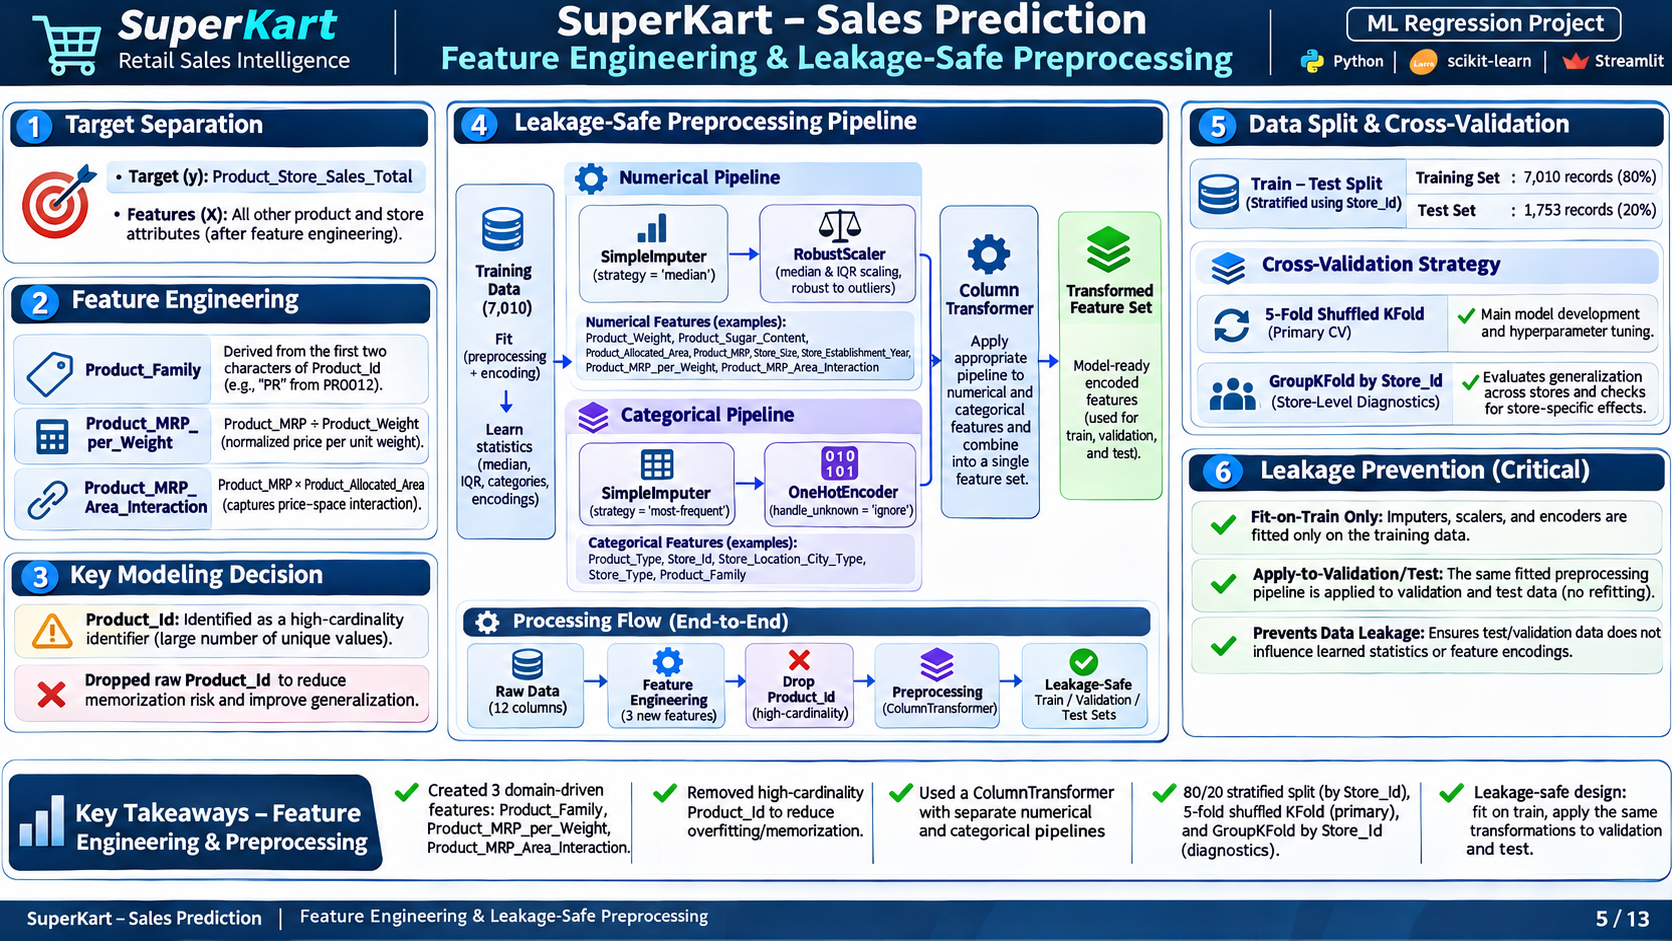 SuperKart
Retail Sales Intelligence
SuperKart – Sales Prediction
Feature Engineering & Leakage-Safe Preprocessing
ML Regression Project
Python | scikit-learn | Streamlit
1 Target Separation
• Target (y): Product_Store_Sales_Total
• Features (X): All other product and store
attributes (after feature engineering).
2 Feature Engineering
Product_Family
Derived from the first two
characters of Product_Id
(e.g., "PR" from PR0012).
Product_MRP_
per_Weight
Product_MRP ÷ Product_Weight
(normalized price per unit weight).
Product_MRP_
Area_Interaction
Product_MRP × Product_Allocated_Area
(captures price–space interaction).
3 Key Modeling Decision
Product_Id: Identified as a high-cardinality
identifier (large number of unique values).
Dropped raw Product_Id to reduce
memorization risk and improve generalization.
4 Leakage-Safe Preprocessing Pipeline
Training
Data
(7,010)
Fit
(preprocessing
+ encoding)
Learn
statistics
(median,
IQR, categories,
encodings)
Numerical Pipeline
SimpleImputer
(strategy = 'median')
RobustScaler
(median & IQR scaling,
robust to outliers)
Numerical Features (examples):
Product_Weight, Product_Sugar_Content,
Product_Allocated_Area, Product_MRP, Store_Size, Store_Establishment_Year,
Product_MRP_per_Weight, Product_MRP_Area_Interaction
Categorical Pipeline
SimpleImputer
(strategy = 'most-frequent')
010
101
OneHotEncoder
(handle_unknown = 'ignore')
Categorical Features (examples):
Product_Type, Store_Id, Store_Location_City_Type,
Store_Type, Product_Family
Column
Transformer
Apply
appropriate
pipeline to
numerical and
categorical
features and
combine
into a single
feature set.
Transformed
Feature Set
Model-ready
encoded
features
(used for
train, validation,
and test).
Processing Flow (End-to-End)
Raw Data
(12 columns)
Feature
Engineering
(3 new features)
Drop
Product_Id
(high-cardinality)
Preprocessing
(ColumnTransformer)
Leakage-Safe
Train / Validation /
Test Sets
5 Data Split & Cross-Validation
Train – Test Split
(Stratified using Store_Id)
Training Set : 7,010 records (80%)
Test Set : 1,753 records (20%)
Cross-Validation Strategy
5-Fold Shuffled KFold
(Primary CV)
Main model development
and hyperparameter tuning.
GroupKFold by Store_Id
(Store-Level Diagnostics)
Evaluates generalization
across stores and checks
for store-specific effects.
6 Leakage Prevention (Critical)
Fit-on-Train Only: Imputers, scalers, and encoders are
fitted only on the training data.
Apply-to-Validation/Test: The same fitted preprocessing
pipeline is applied to validation and test data (no refitting).
Prevents Data Leakage: Ensures test/validation data does not
influence learned statistics or feature encodings.
Key Takeaways – Feature
Engineering & Preprocessing
Created 3 domain-driven
features: Product_Family,
Product_MRP_per_Weight,
Product_MRP_Area_Interaction.
Removed high-cardinality
Product_Id to reduce
overfitting/memorization.
Used a ColumnTransformer
with separate numerical
and categorical pipelines
80/20 stratified split (by Store_Id),
5-fold shuffled KFold (primary),
and GroupKFold by Store_Id
(diagnostics).
Leakage-safe design:
fit on train, apply the same
transformations to validation
and test.
SuperKart – Sales Prediction | Feature Engineering & Leakage-Safe Preprocessing
5 / 13